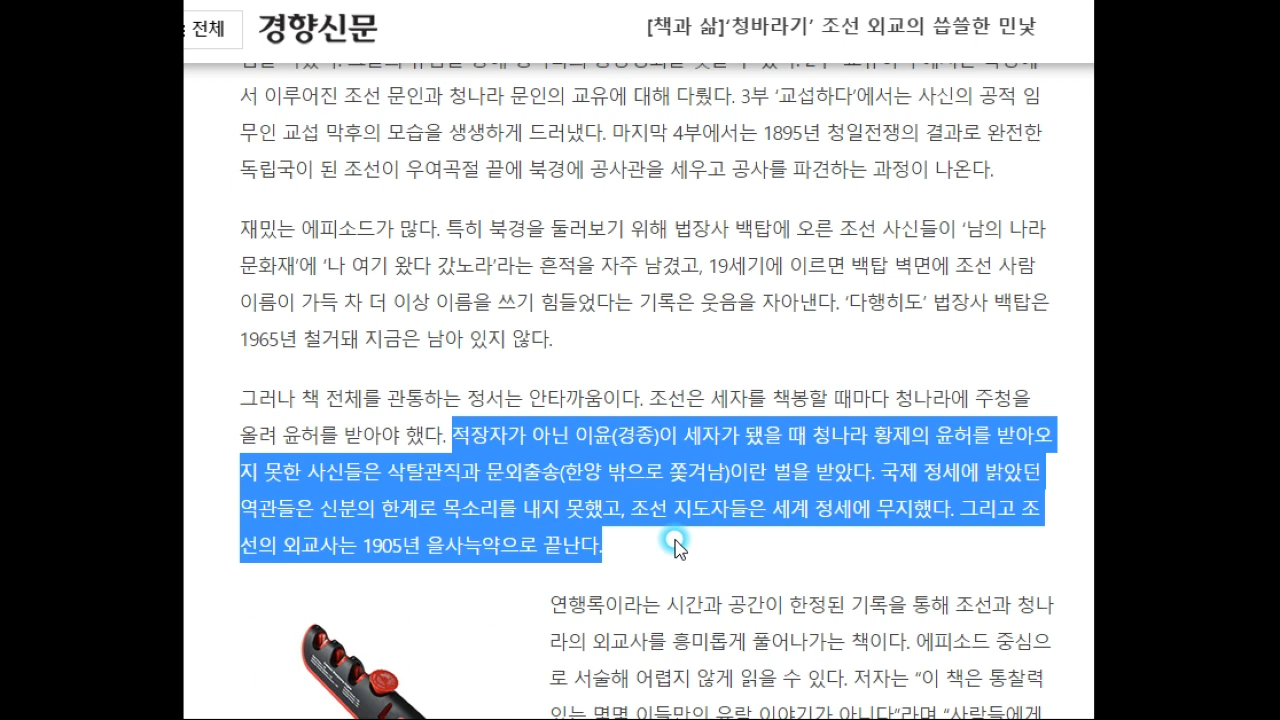 전체
경향신문
[책과 삶]‘청바라기’ 조선 외교의 씁쓸한 민낯
서 이루어진 조선 문인과 청나라 문인의 교유에 대해 다뤘다. 3부 ‘교섭하다’에서는 사신의 공적 임
무인 교섭 막후의 모습을 생생하게 드러냈다. 마지막 4부에서는 1895년 청일전쟁의 결과로 완전한
독립국이 된 조선이 우여곡절 끝에 북경에 공사관을 세우고 공사를 파견하는 과정이 나온다.
재밌는 에피소드가 많다. 특히 북경을 둘러보기 위해 법장사 백탑에 오른 조선 사신들이 ‘남의 나라
문화재’에 ‘나 여기 왔다 갔노라’라는 흔적을 자주 남겼고, 19세기에 이르면 백탑 벽면에 조선 사람
이름이 가득 차 더 이상 이름을 쓰기 힘들었다는 기록은 웃음을 자아낸다. ‘다행히도’ 법장사 백탑은
1965년 철거돼 지금은 남아 있지 않다.
그러나 책 전체를 관통하는 정서는 안타까움이다. 조선은 세자를 책봉할 때마다 청나라에 주청을
올려 윤허를 받아야 했다. 적장자가 아닌 이윤(경종)이 세자가 됐을 때 청나라 황제의 윤허를 받아오
지 못한 사신들은 삭탈관직과 문외출송(한양 밖으로 쫓겨남)이란 벌을 받았다. 국제 정세에 밝았던
역관들은 신분의 한계로 목소리를 내지 못했고, 조선 지도자들은 세계 정세에 무지했다. 그리고 조
선의 외교사는 1905년 을사늑약으로 끝난다.
연행록이라는 시간과 공간이 한정된 기록을 통해 조선과 청나
라의 외교사를 흥미롭게 풀어나가는 책이다. 에피소드 중심으
로 서술해 어렵지 않게 읽을 수 있다. 저자는 “이 책은 통찰력
있는 몇몇 이들만의 유람 이야기가 아니다”라며 “사람들에게